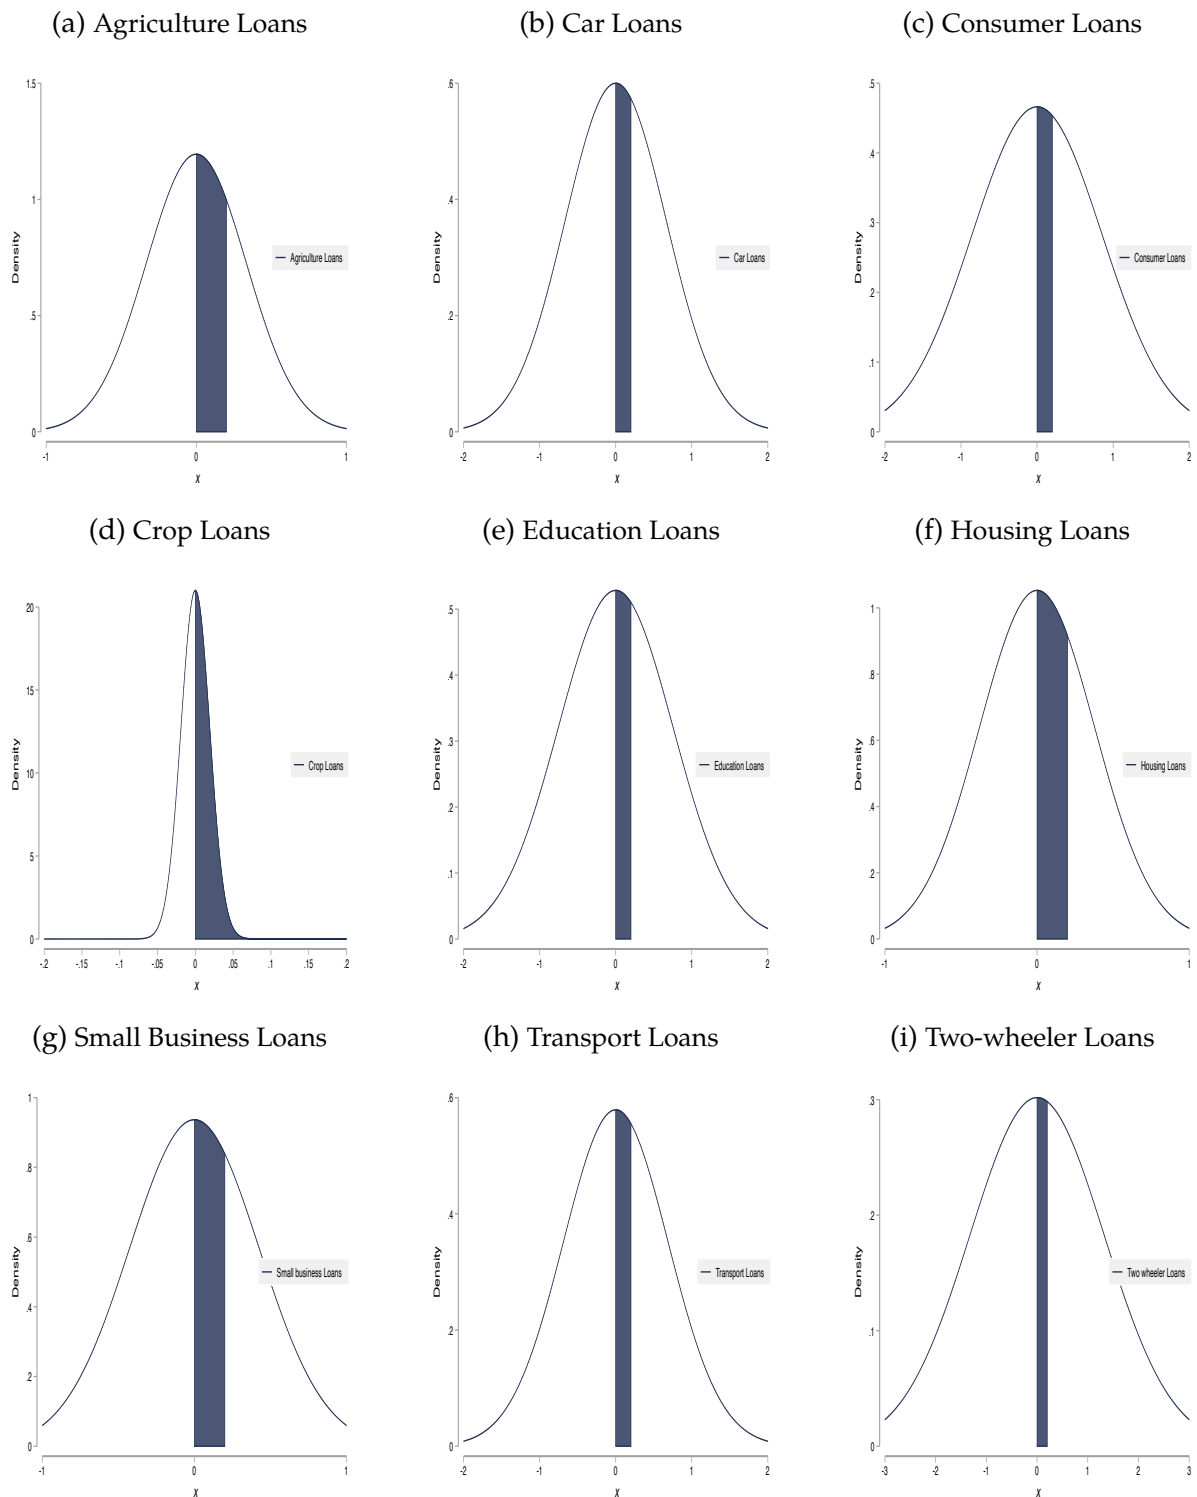 (a) Agriculture Loans
1.5
1
.5
0
Density
-1
0
1
x
Agriculture Loans
(b) Car Loans
.6
.4
.2
0
Density
-2
-1
0
1
2
x
Car Loans
(c) Consumer Loans
.5
.4
.3
.2
.1
0
Density
-2
-1
0
1
2
x
Consumer Loans
(d) Crop Loans
20
15
10
5
0
Density
-.2
-.15
-.1
-.05
0
.05
.1
.15
.2
x
Crop Loans
(e) Education Loans
.5
.4
.3
.2
.1
0
Density
-2
-1
0
1
2
x
Education Loans
(f) Housing Loans
1
.8
.6
.4
.2
0
Density
-1
0
1
x
Housing Loans
(g) Small Business Loans
1
.8
.6
.4
.2
0
Density
-1
0
1
x
Small business Loans
(h) Transport Loans
.6
.4
.2
0
Density
-2
-1
0
1
2
x
Transport Loans
(i) Two-wheeler Loans
.3
.2
.1
0
Density
-3
-2
-1
0
1
2
3
x
Two wheeler Loans